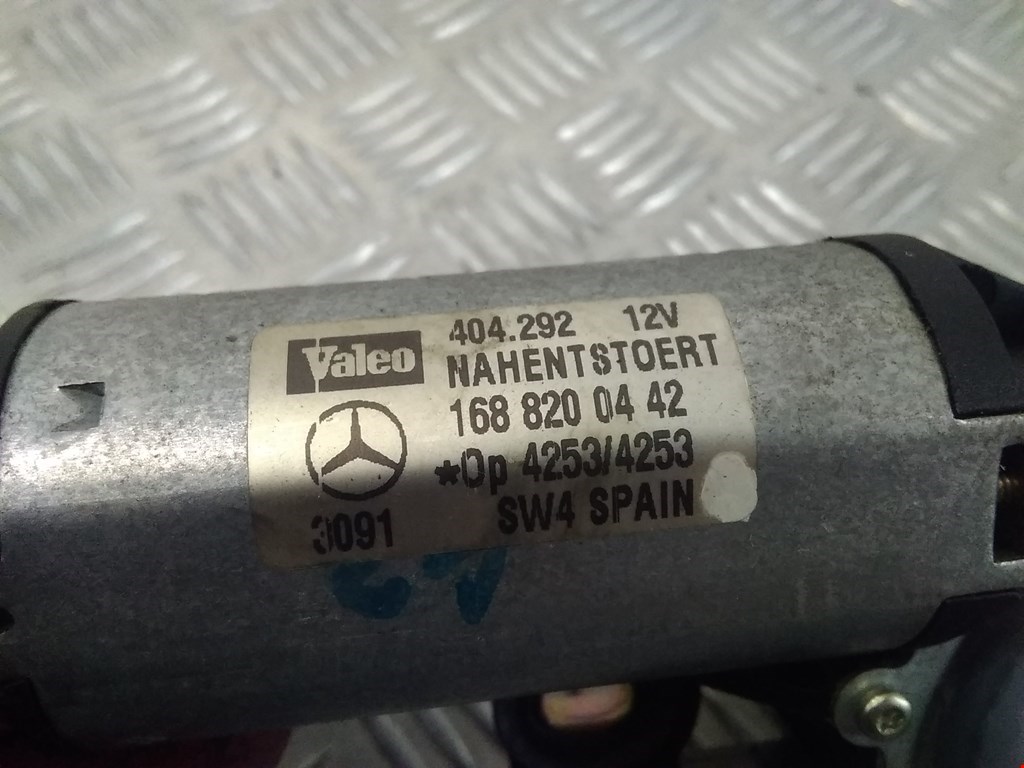 Valeo
404.292 12V
NAHENTSTOERT
168 820 04 42
*Op 4253/4253
3091 SW4 SPAIN